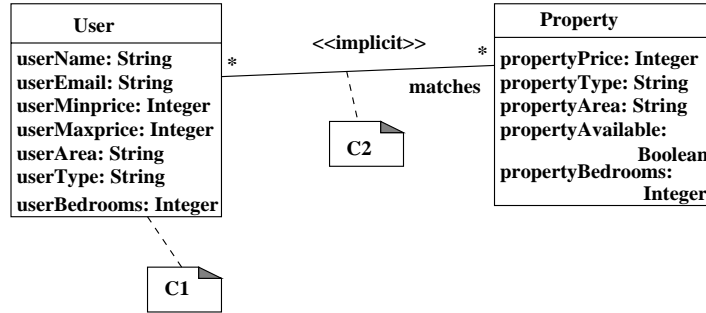 User
userName: String
userEmail: String
userMinprice: Integer
userMaxprice: Integer
userArea: String
userType: String
userBedrooms: Integer
*
<<implicit>>
*
matches
C2
C1
Property
propertyPrice: Integer
propertyType: String
propertyArea: String
propertyAvailable:
Boolean
propertyBedrooms:
Integer